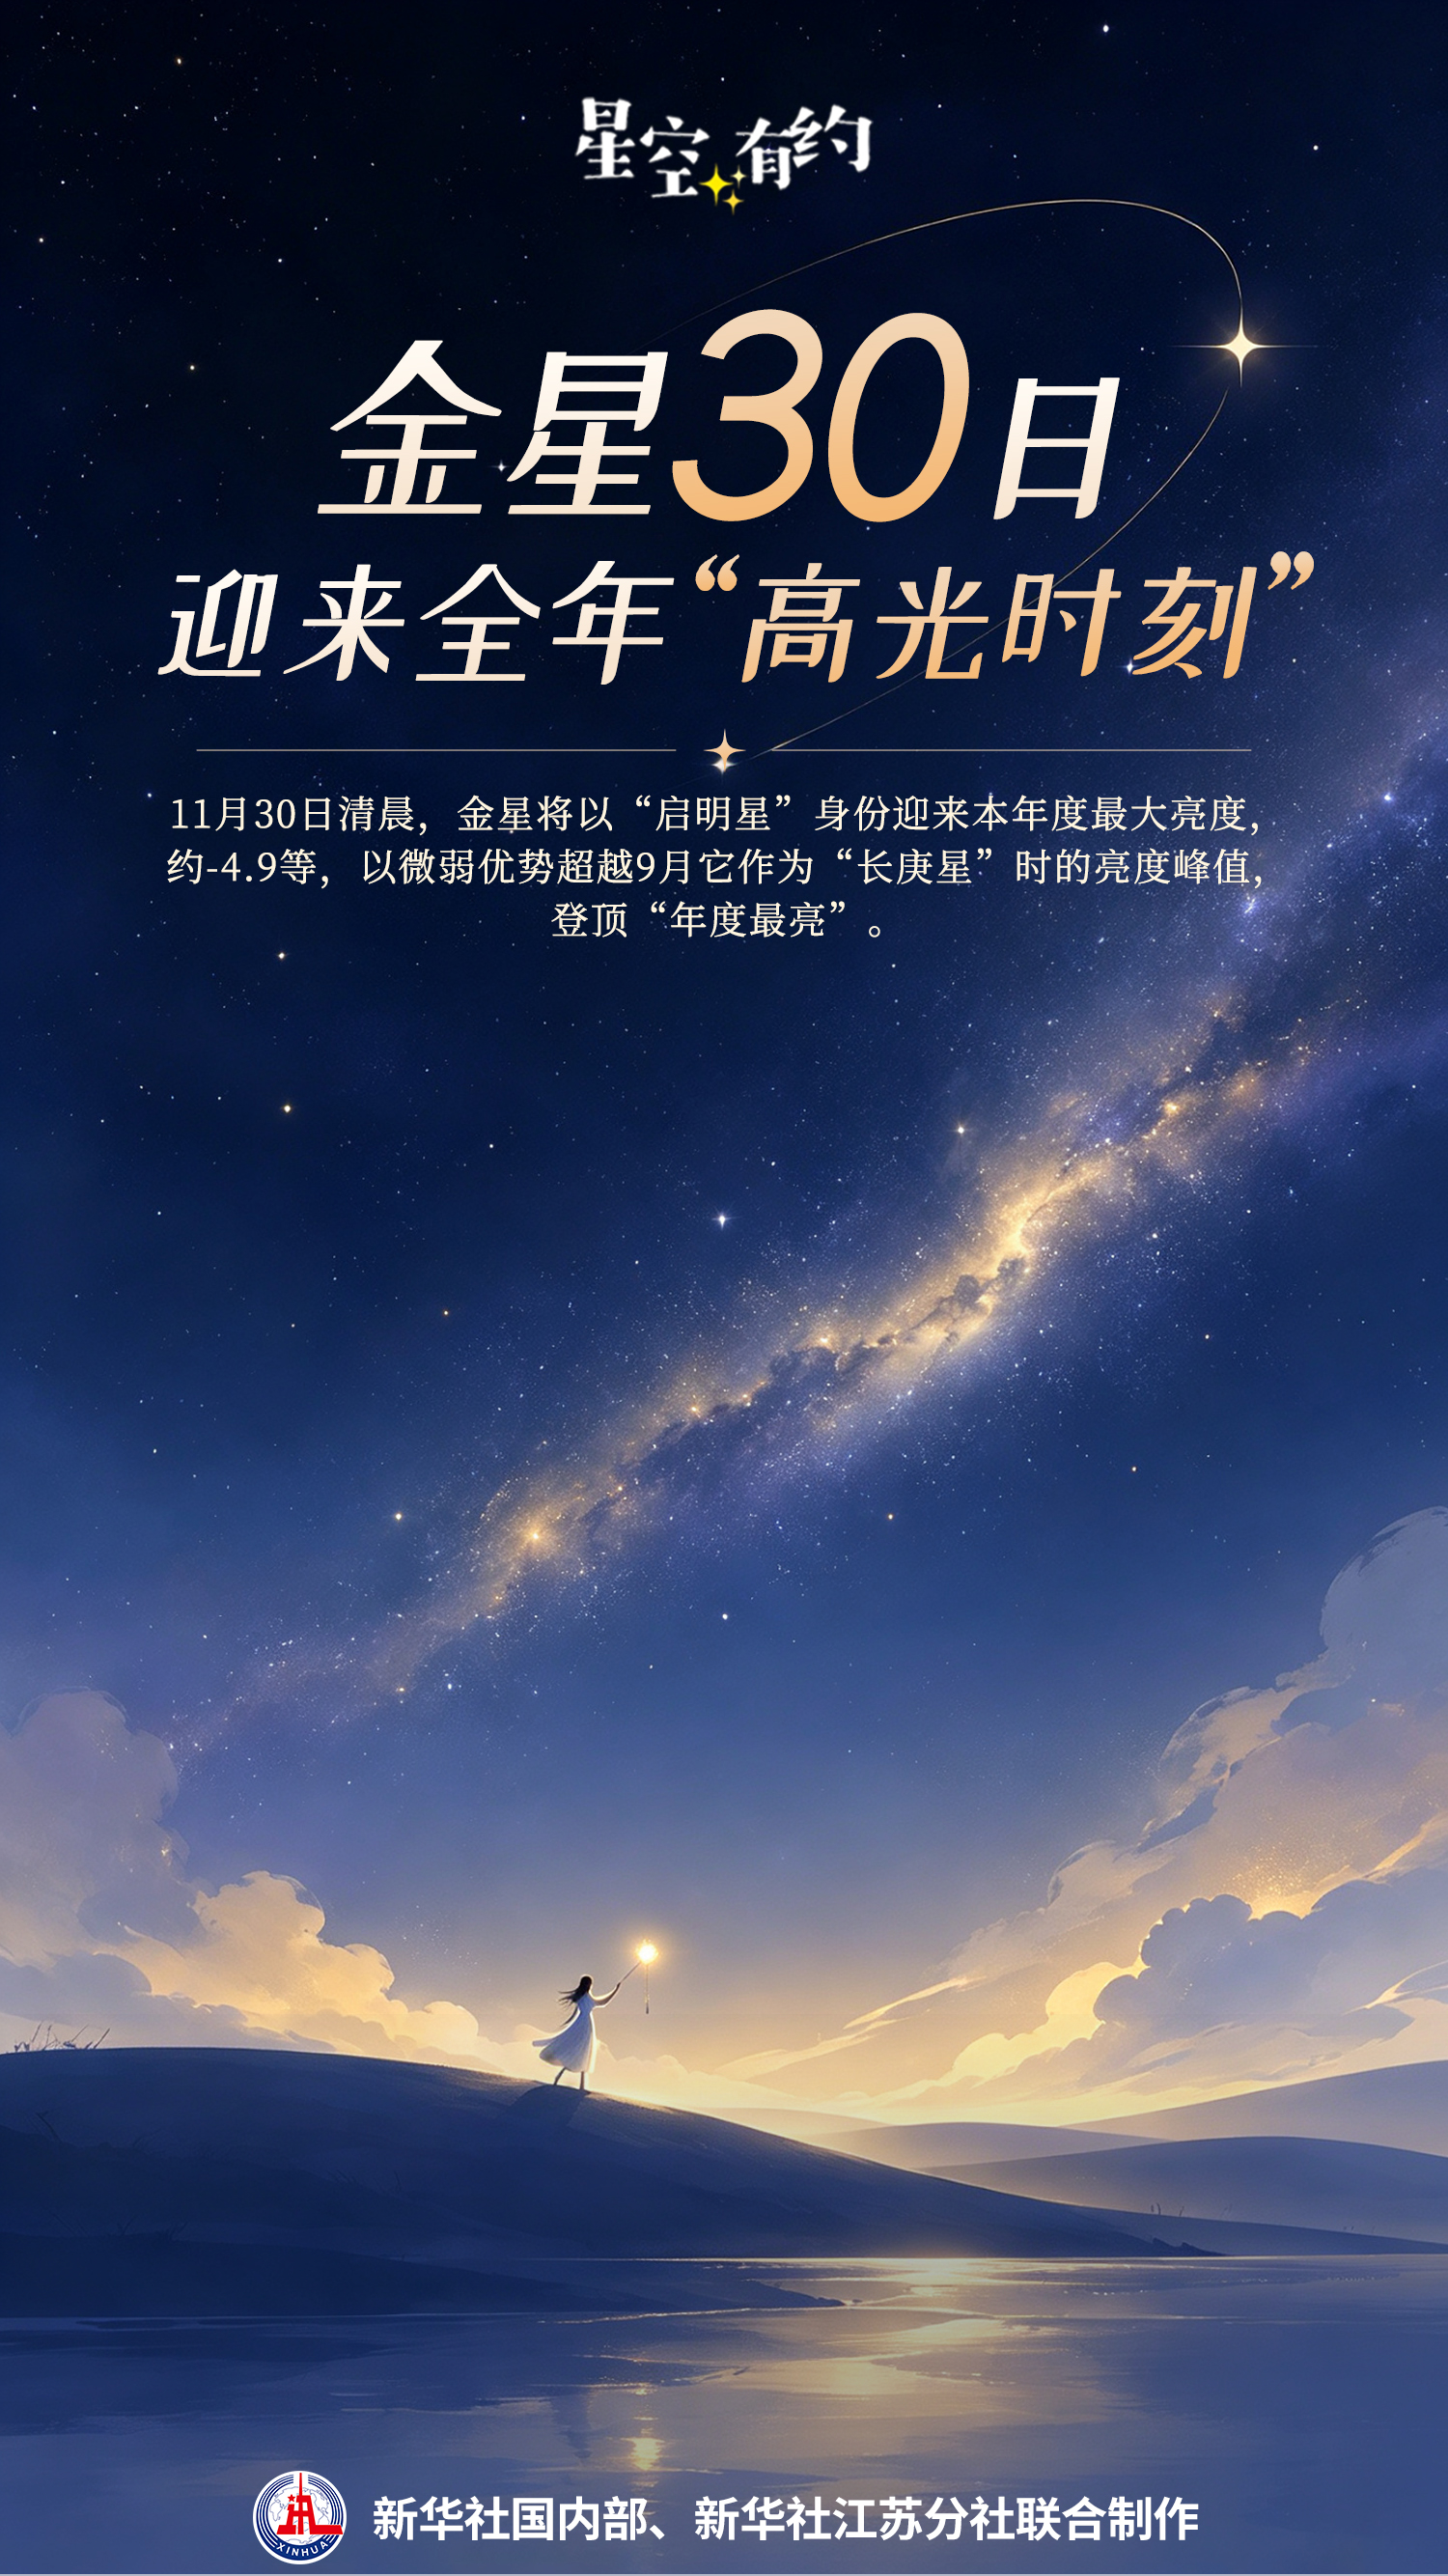 星空有约
金星30日
迎来全年“高光时刻”
11月30日清晨，金星将以“启明星”身份迎来本年度最大亮度，
约-4.9等，以微弱优势超越9月它作为“长庚星”时的亮度峰值，
登顶“年度最亮”。
XINHUA
新华社国内部、新华社江苏分社联合制作